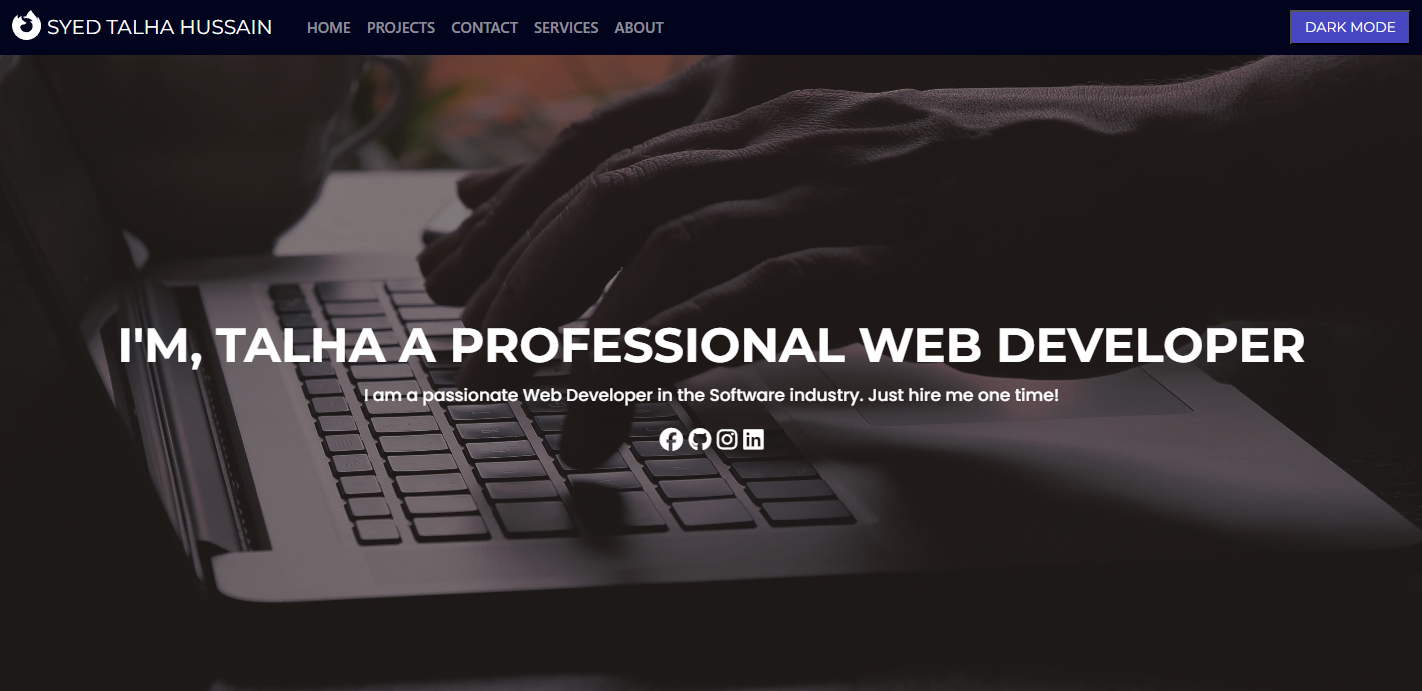 SYED TALHA HUSSAIN
HOME PROJECTS CONTACT SERVICES ABOUT
DARK MODE
I'M, TALHA A PROFESSIONAL WEB DEVELOPER
I am a passionate Web Developer in the Software industry. Just hire me one time!